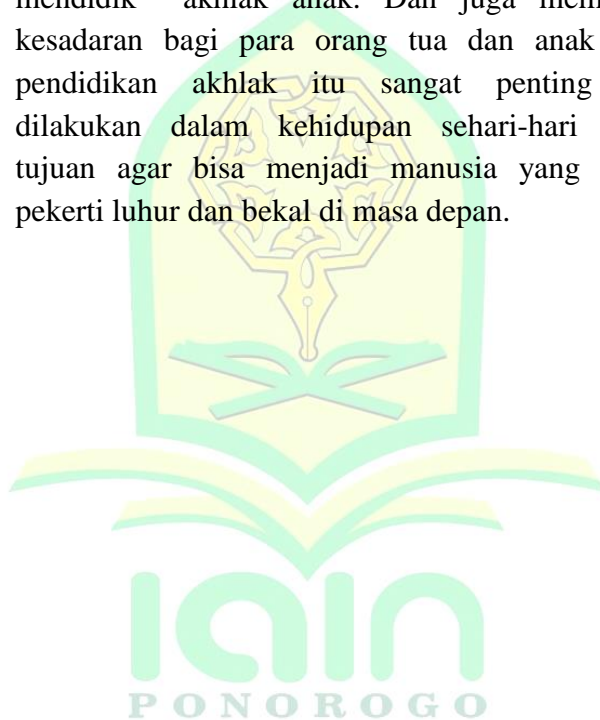 mendidik akhlak anak. Dan juga mem
kesadaran bagi para orang tua dan anak
pendidikan akhlak itu sangat penting
dilakukan dalam kehidupan sehari-hari
tujuan agar bisa menjadi manusia yang
pekerti luhur dan bekal di masa depan.
IAIN
PONOROGO